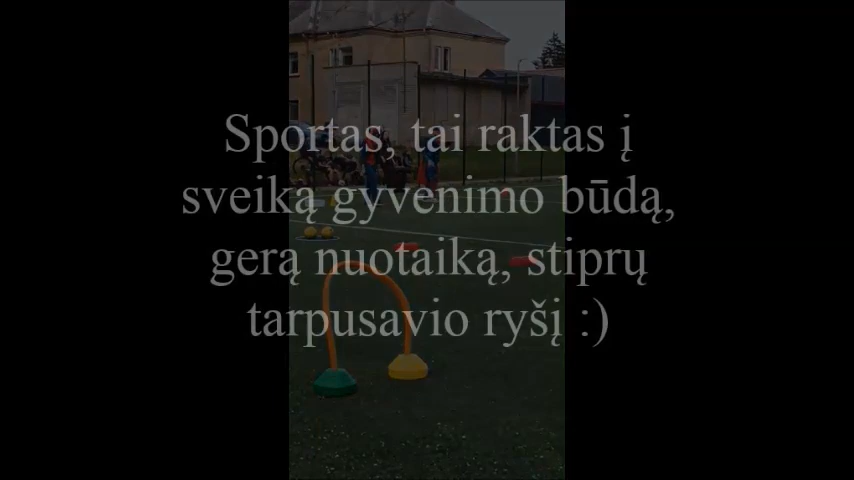 Sportas, tai raktas į
sveiką gyvenimo būdą,
gerą nuotaiką, stiprų
tarpusavio ryšį :)